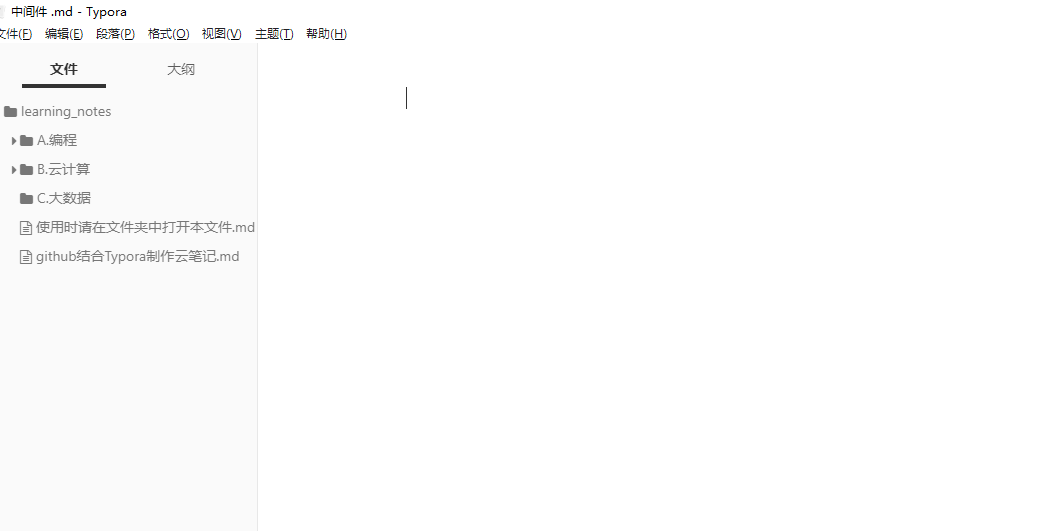 中间件 .md - Typora
文件(F) 编辑(E) 段落(P) 格式(O) 视图(V) 主题(T) 帮助(H)
文件 大纲
learning_notes
A.编程
B.云计算
C.大数据
使用时请在文件夹中打开本文件.md
github结合Typora制作云笔记.md